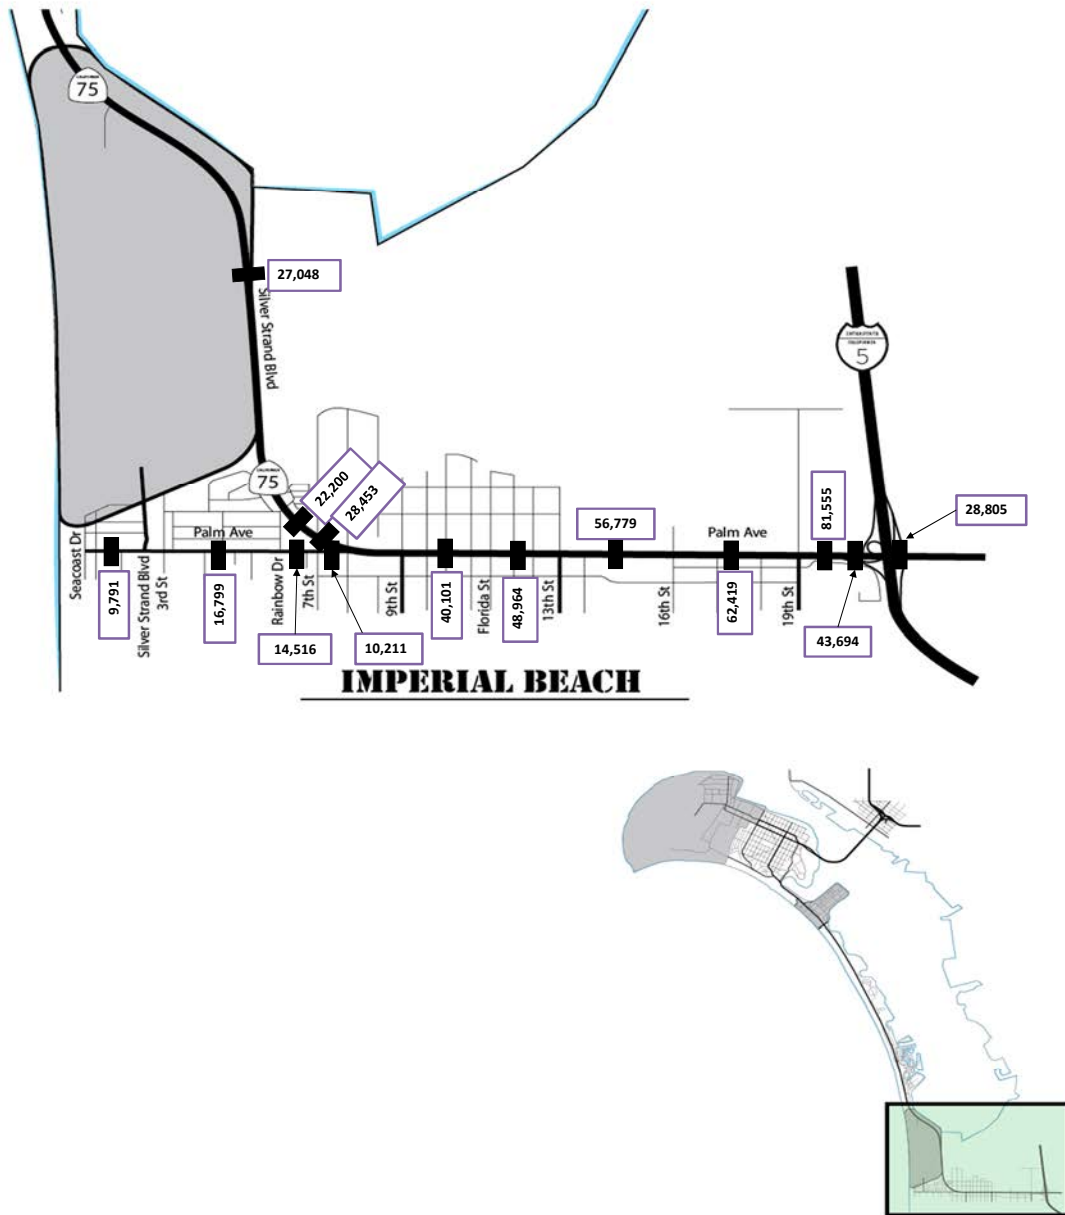 CALIFORNIA
75
27,048
Silver Strand Blvd
5
CALIFORNIA
75
22,200
28,453
81,555
28,805
56,779
Palm Ave
Palm Ave
Seacoast Dr
9,791
Silver Strand Blvd
3rd St
16,799
Rainbow Dr
7th St
9th St
40,101
Florida St
48,964
13th St
16th St
62,419
19th St
14,516
10,211
43,694
IMPERIAL BEACH